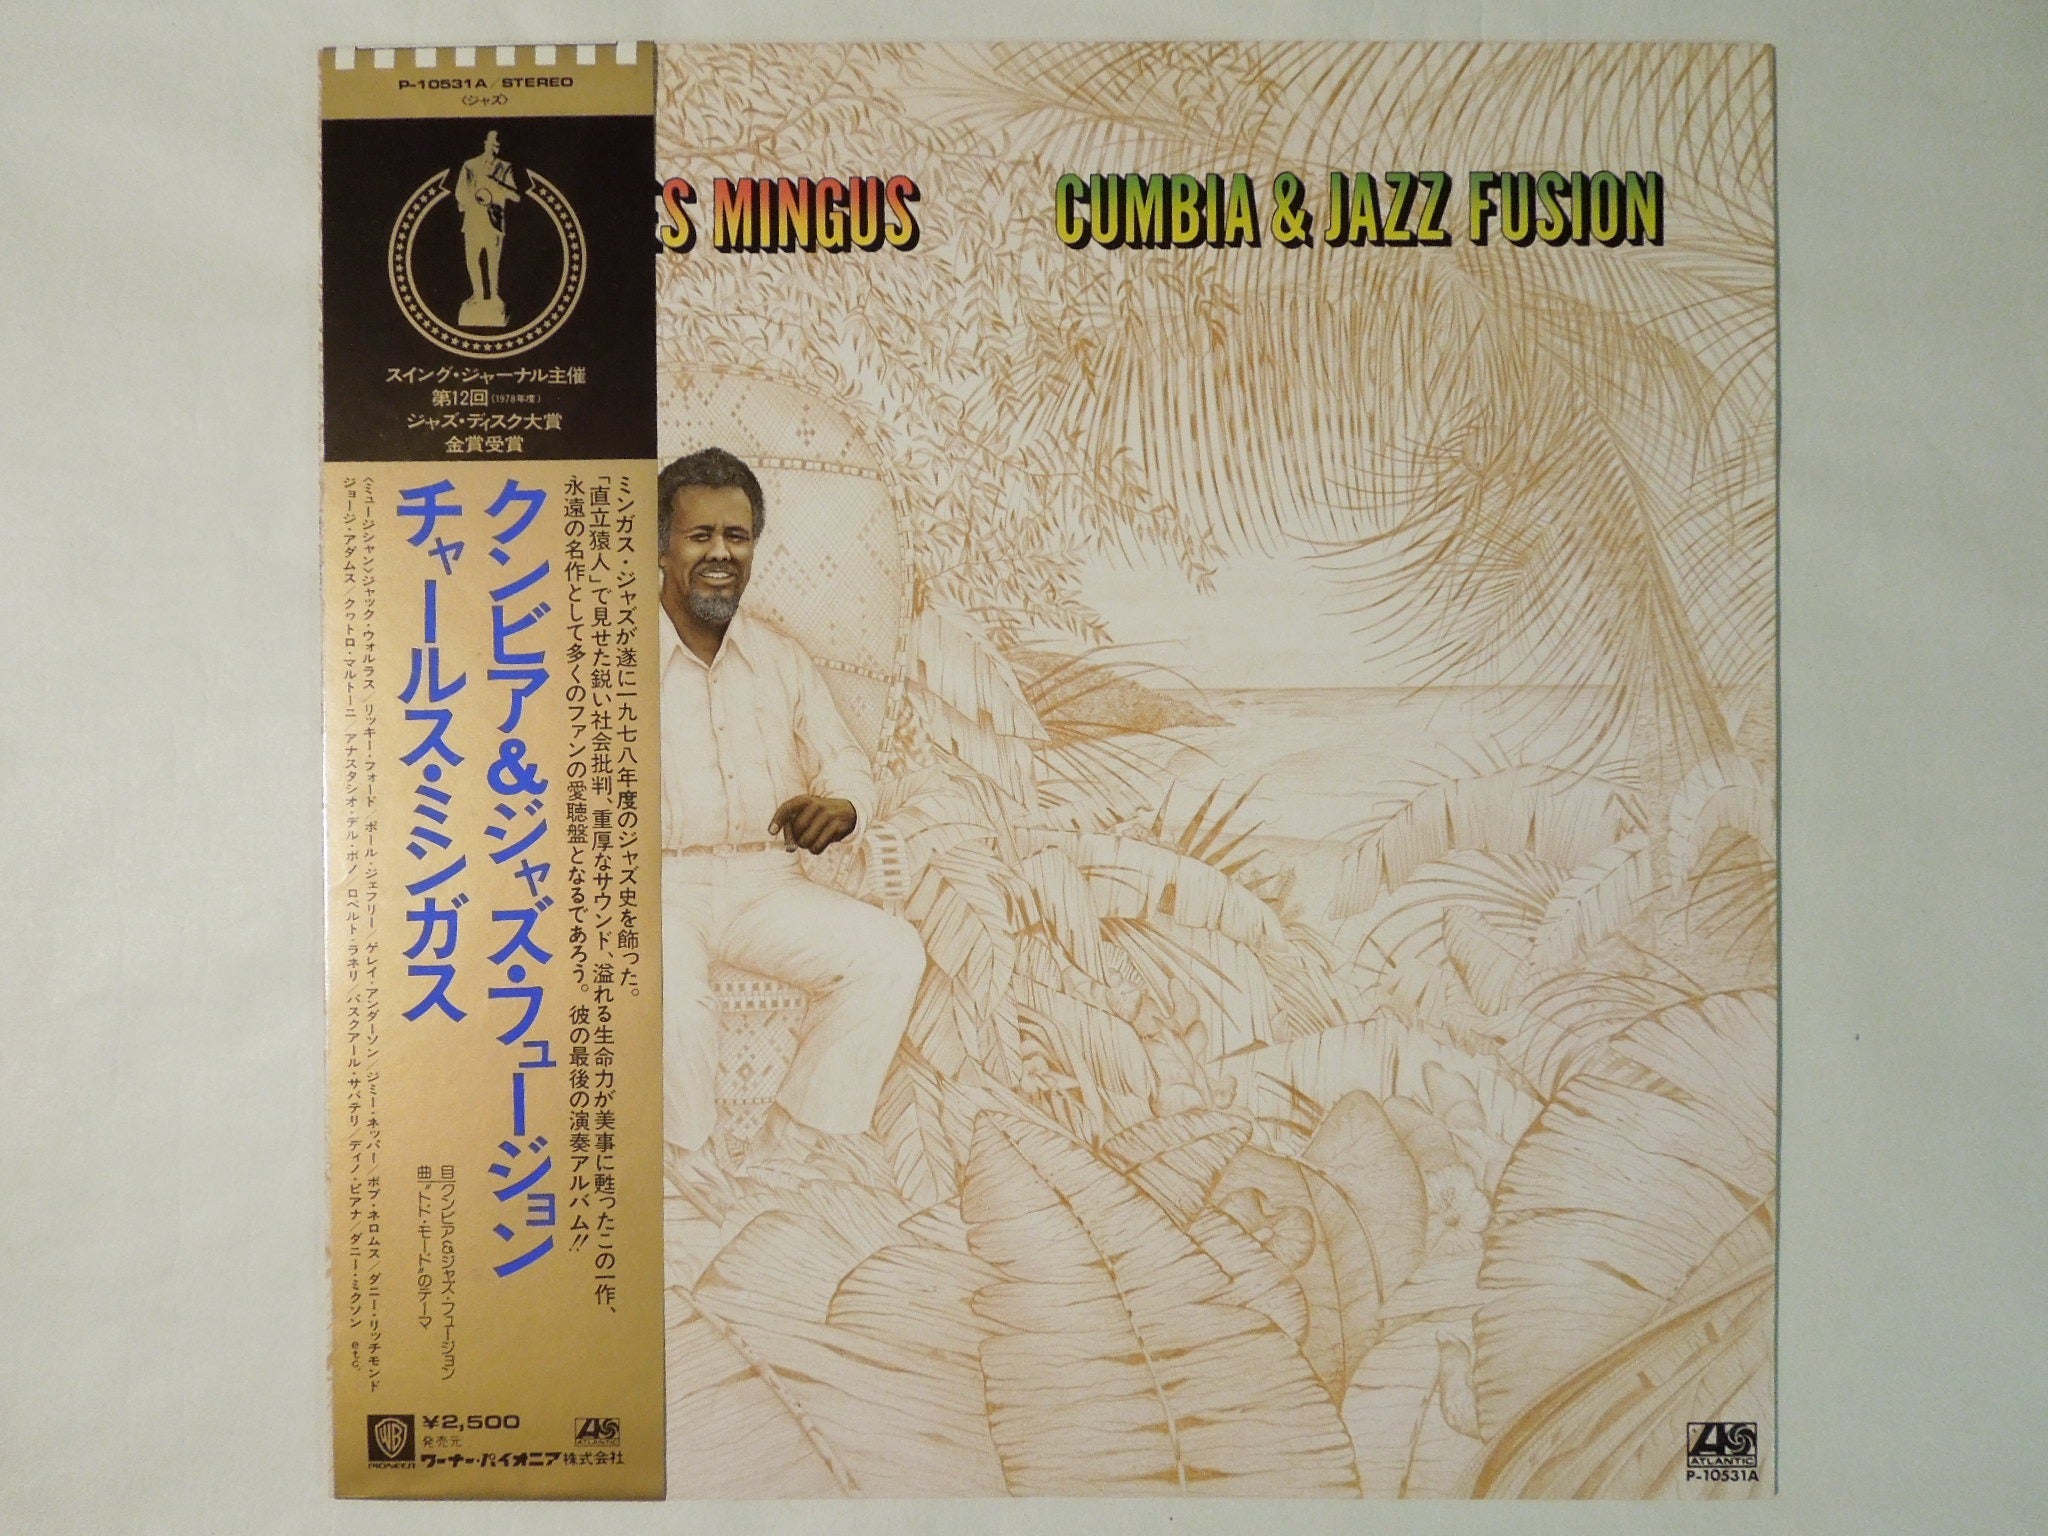 P-10531A/STEREO
〈ジャズ〉
スイング・ジャーナル主催
第12回(1978年度)
ジャズ・ディスク大賞
金賞受賞
ミンガス・ジャズが遂に一九七八年度のジャズ史を飾った。
「直立猿人」で見せた鋭い社会批判、重厚なサウンド、溢れる生命力が美事に甦ったこの一作、
永遠の名作として多くのファンの愛聴盤となるであろう。彼の最後の演奏アルバム!!
クンビア&ジャズ・フュージョン
チャールス・ミンガス
曲目
クンビア&ジャズ・フュージョン
“トド・モード”のテーマ
〈ミュージシャン〉ジャック・ウォルラス/リッキー・フォード/ポール・ジェフリー/ゲレイ・アンダーソン/ジミー・ネッパー/ボブ・ネロムス/ダニー・リッチモンド
ジョージ・アダムス/クヮトロ・マルトーニ/アナスタシオ・デル・ボノ/ロベルト・ラネリ/パスクアール・サバテリ/ディノ・ピアナ/ダニー・ミクソン etc.
WB
PIONEER
¥2,500
発売元
ワーナー・パイオニア株式会社
ATLANTIC
ES MINGUS
CUMBIA & JAZZ FUSION
ATLANTIC
P-10531A